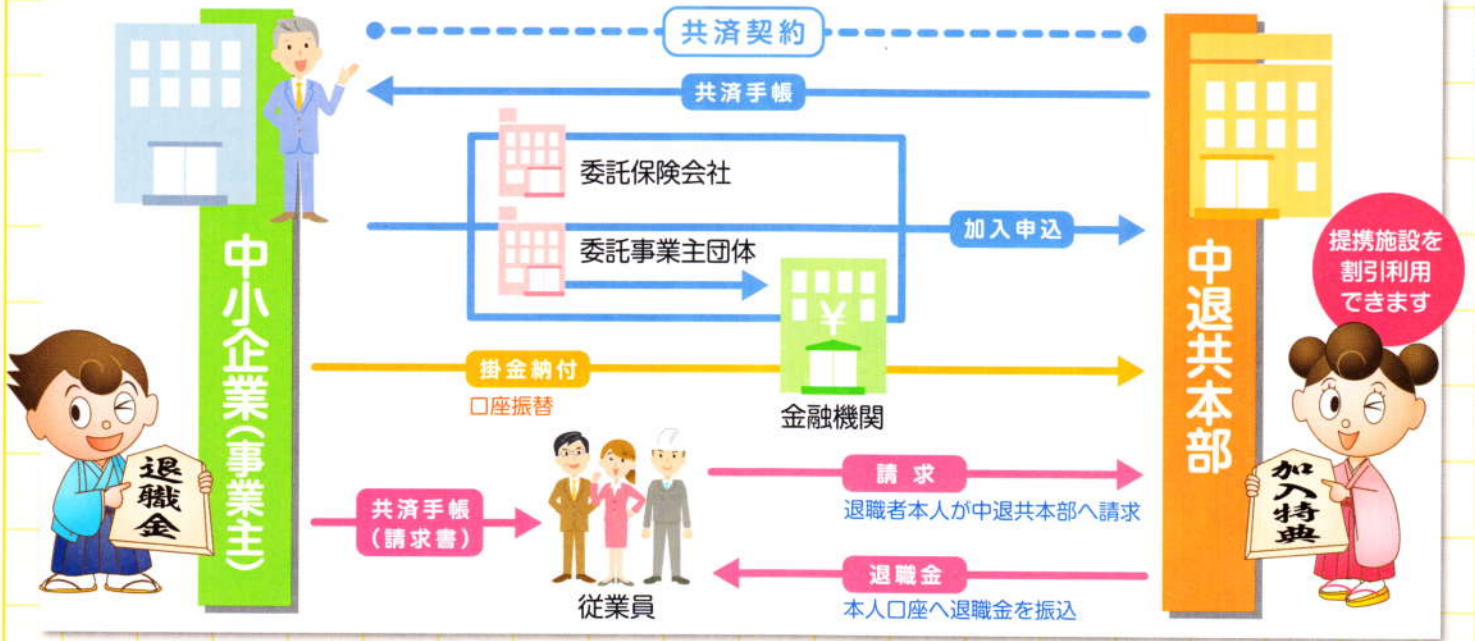 共済契約
共済手帳
委託保険会社
委託事業主団体
加入申込
掛金納付
口座振替
¥
金融機関
中小企業(事業主)
中退共本部
提携施設を
割引利用
できます
退職金
加入特典
共済手帳
(請求書)
従業員
請求
退職者本人が中退共本部へ請求
退職金
本人口座へ退職金を振込